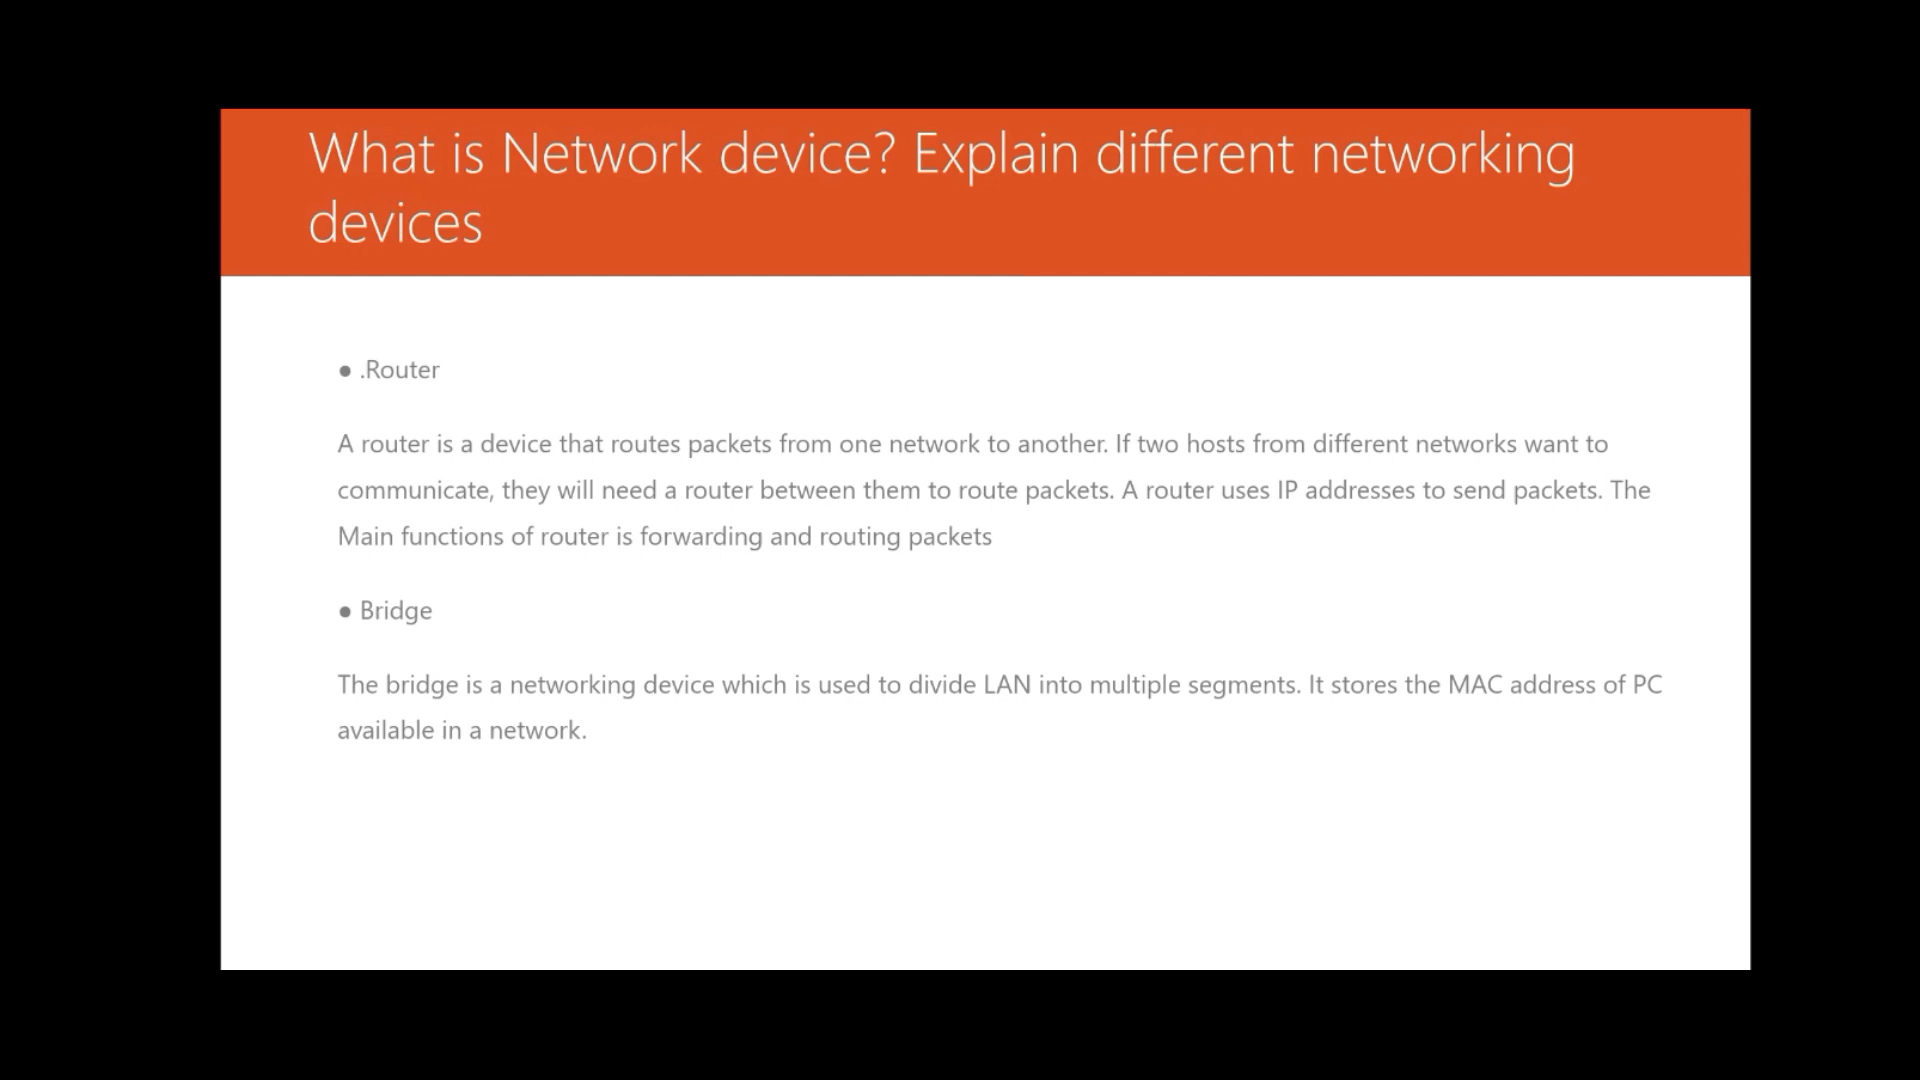 What is Network device? Explain different networking
devices
● .Router
A router is a device that routes packets from one network to another. If two hosts from different networks want to
communicate, they will need a router between them to route packets. A router uses IP addresses to send packets. The
Main functions of router is forwarding and routing packets
● Bridge
The bridge is a networking device which is used to divide LAN into multiple segments. It stores the MAC address of PC
available in a network.